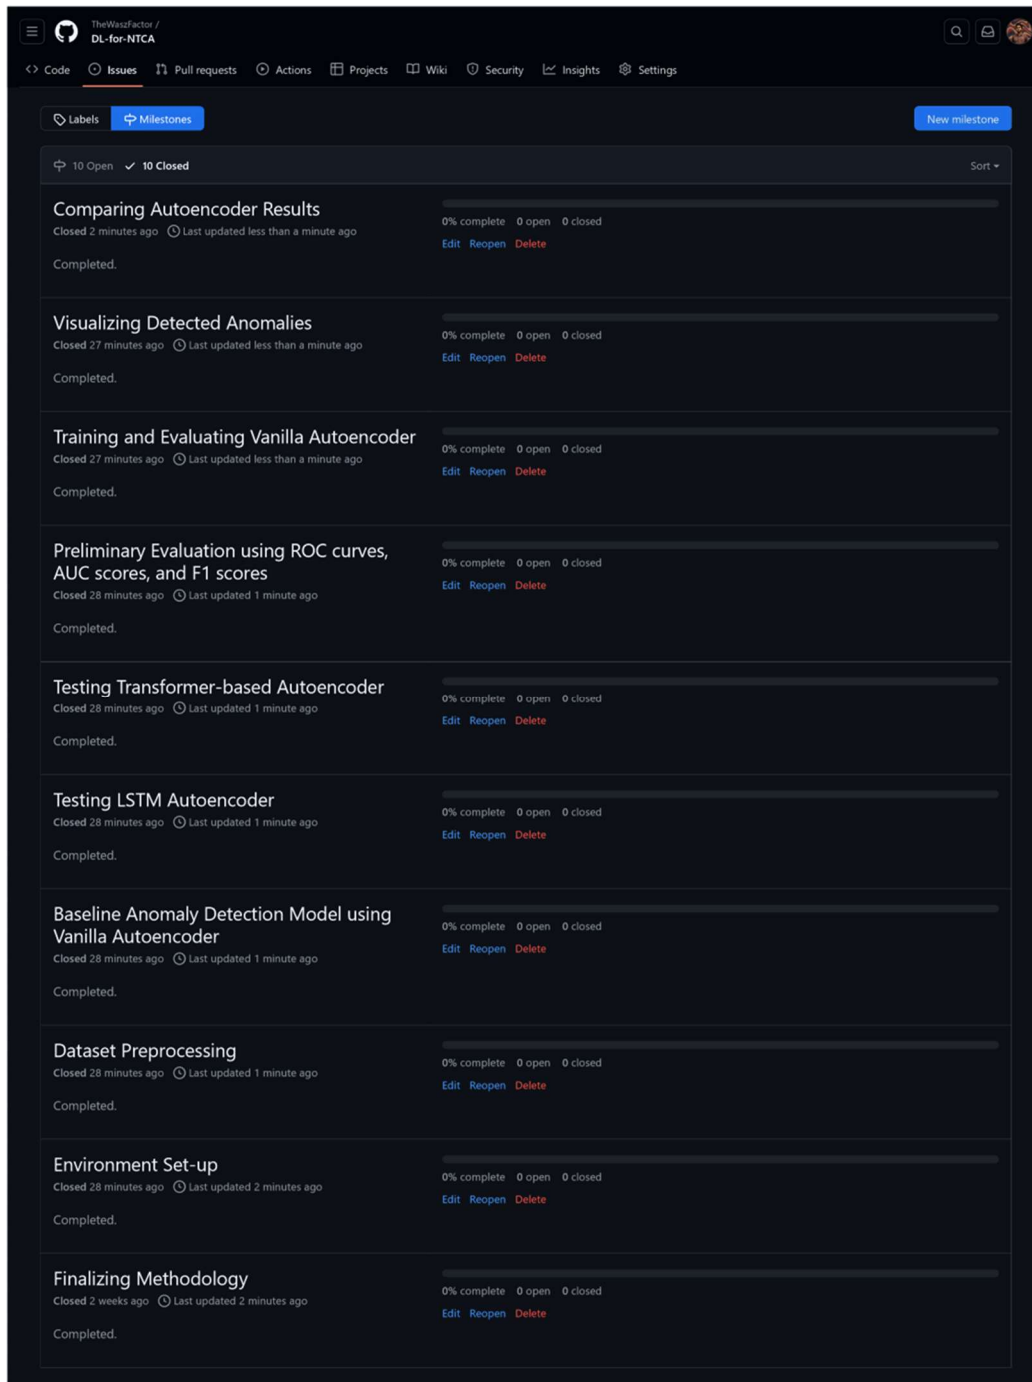 TheWaszFactor /
DL-for-NTCA
Code Issues Pull requests Actions Projects Wiki Security Insights Settings
Labels Milestones New milestone
10 Open 10 Closed Sort
Comparing Autoencoder Results
Closed 2 minutes ago Last updated less than a minute ago
Completed.
0% complete 0 open 0 closed
Edit Reopen Delete
Visualizing Detected Anomalies
Closed 27 minutes ago Last updated less than a minute ago
Completed.
0% complete 0 open 0 closed
Edit Reopen Delete
Training and Evaluating Vanilla Autoencoder
Closed 27 minutes ago Last updated less than a minute ago
Completed.
0% complete 0 open 0 closed
Edit Reopen Delete
Preliminary Evaluation using ROC curves,
AUC scores, and F1 scores
Closed 28 minutes ago Last updated 1 minute ago
Completed.
0% complete 0 open 0 closed
Edit Reopen Delete
Testing Transformer-based Autoencoder
Closed 28 minutes ago Last updated 1 minute ago
Completed.
0% complete 0 open 0 closed
Edit Reopen Delete
Testing LSTM Autoencoder
Closed 28 minutes ago Last updated 1 minute ago
Completed.
0% complete 0 open 0 closed
Edit Reopen Delete
Baseline Anomaly Detection Model using
Vanilla Autoencoder
Closed 28 minutes ago Last updated 1 minute ago
Completed.
0% complete 0 open 0 closed
Edit Reopen Delete
Dataset Preprocessing
Closed 28 minutes ago Last updated 1 minute ago
Completed.
0% complete 0 open 0 closed
Edit Reopen Delete
Environment Set-up
Closed 28 minutes ago Last updated 2 minutes ago
Completed.
0% complete 0 open 0 closed
Edit Reopen Delete
Finalizing Methodology
Closed 2 weeks ago Last updated 2 minutes ago
Completed.
0% complete 0 open 0 closed
Edit Reopen Delete